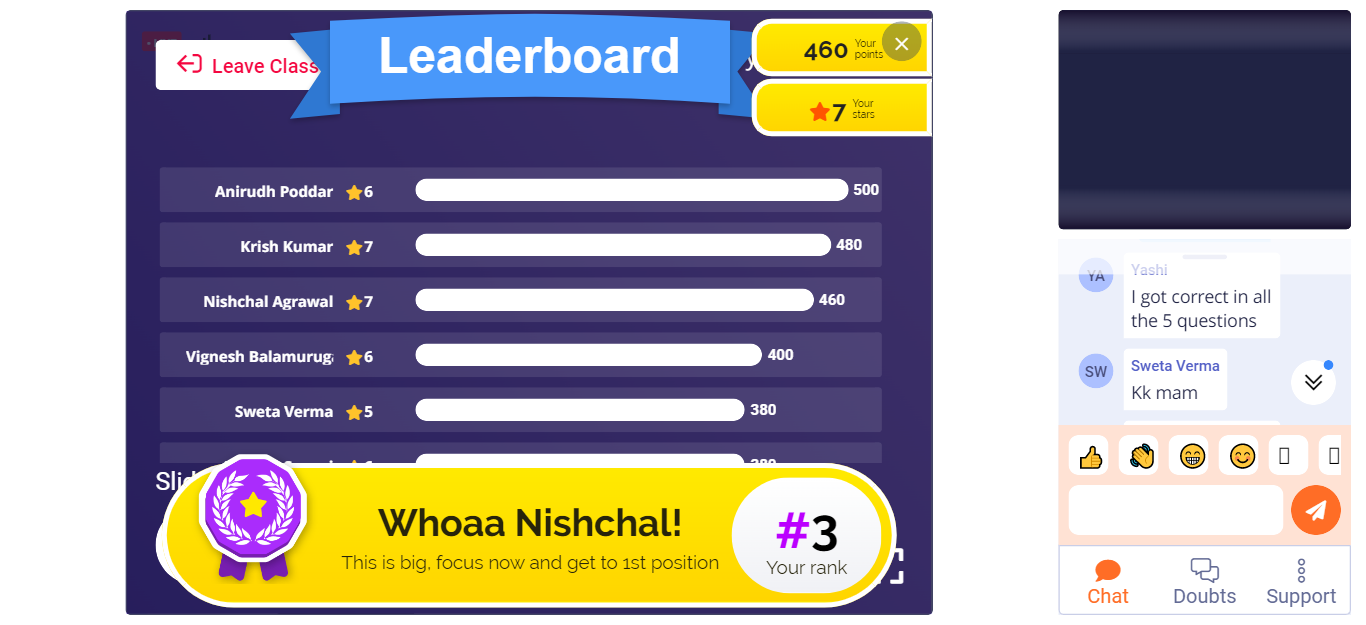 Leave Class
Leaderboard
460 Your points
7 Your stars
Anirudh Poddar 6 500
Krish Kumar 7 480
Nishchal Agrawal 7 460
Vignesh Balamurug 6 400
Sweta Verma 5 380
Whoaa Nishchal!
This is big, focus now and get to 1st position
#3
Your rank
YA Yashi
I got correct in all
the 5 questions
SW Sweta Verma
Kk mam
Chat Doubts Support